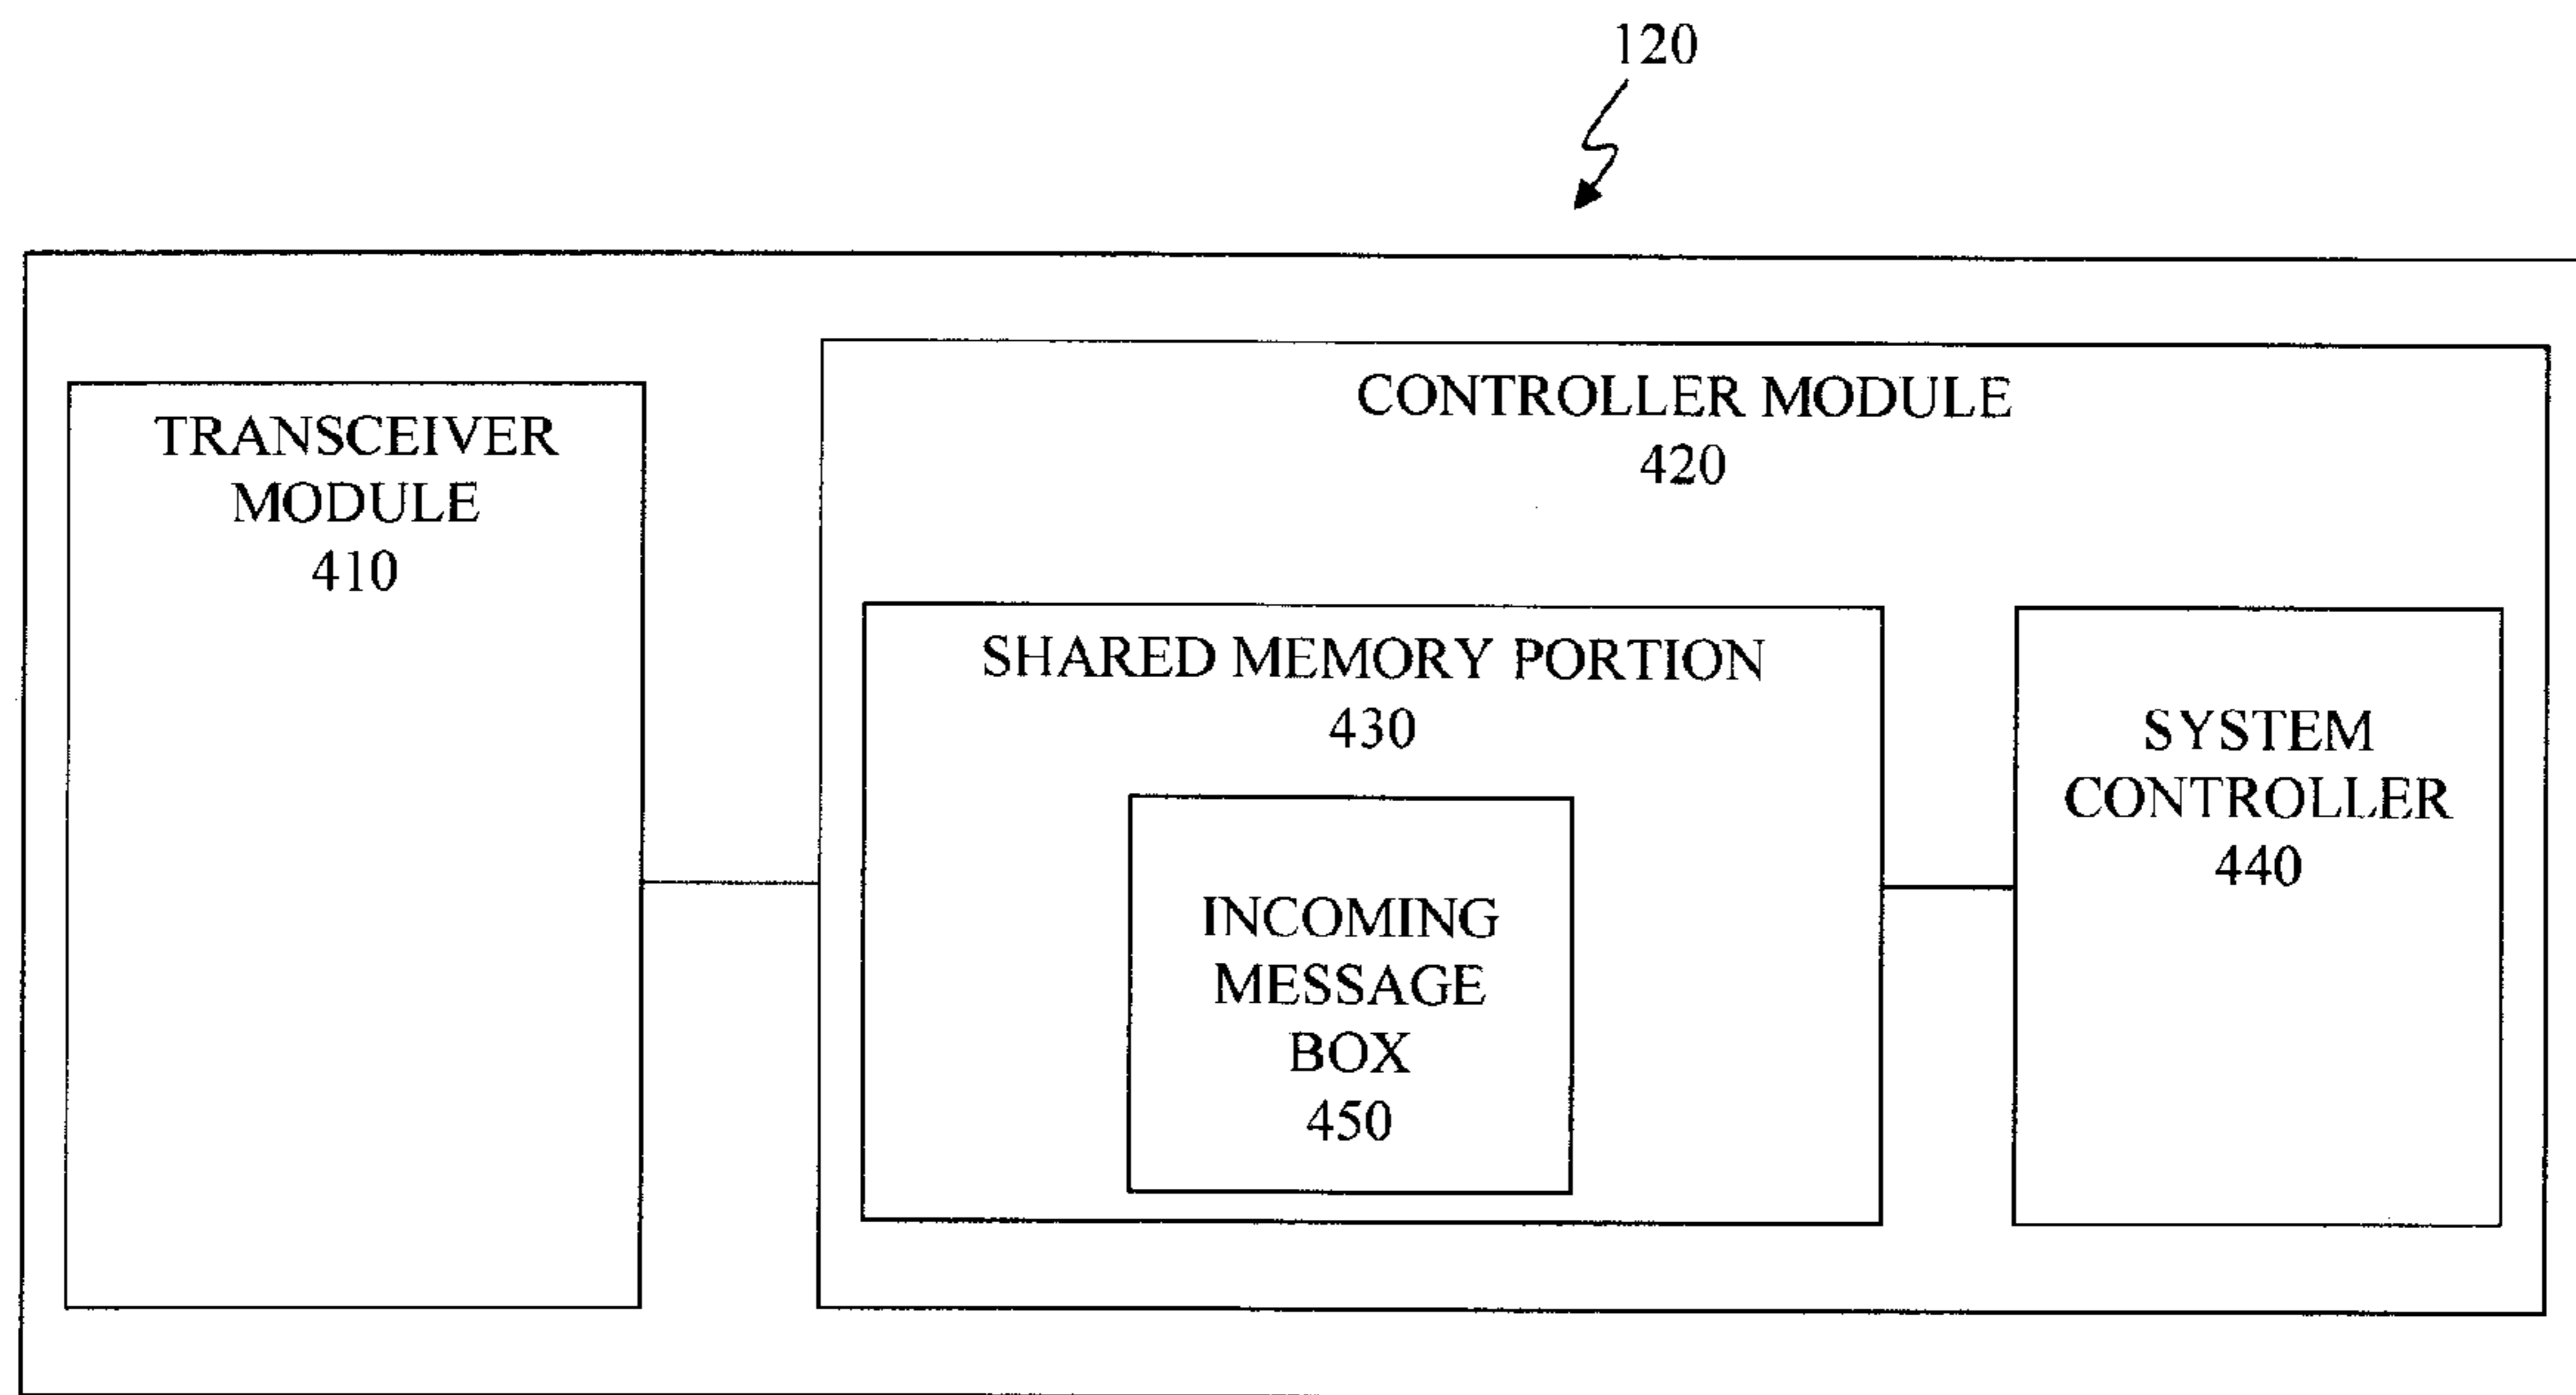 120
TRANSCEIVER
MODULE
410
CONTROLLER MODULE
420
SHARED MEMORY PORTION
430
INCOMING
MESSAGE
BOX
450
SYSTEM
CONTROLLER
440